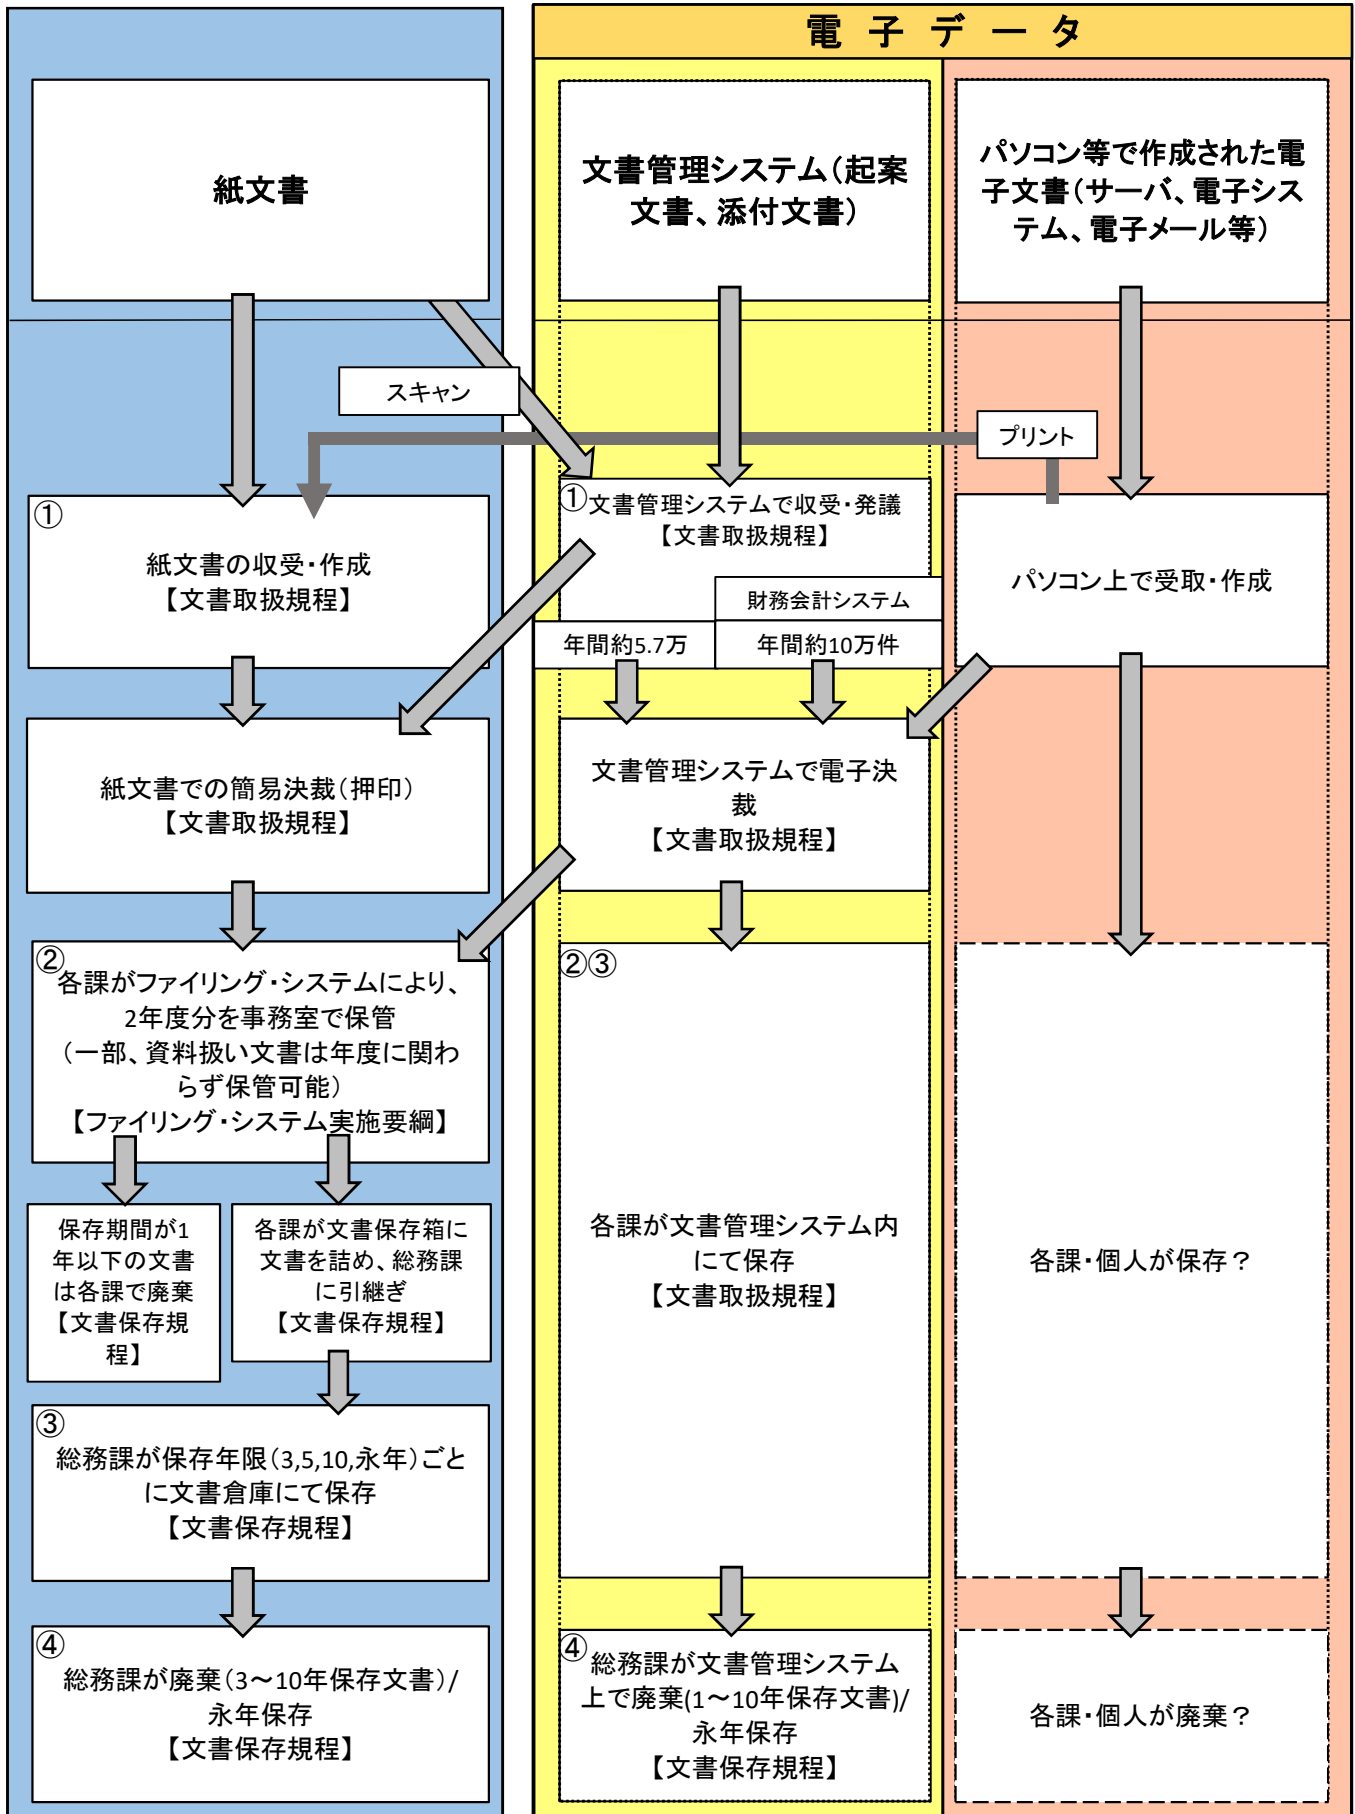 電子データ
紙文書
文書管理システム（起案
文書、添付文書）
パソコン等で作成された電
子文書（サーバ、電子シス
テム、電子メール等）
スキャン
プリント
①
紙文書の収受・作成
【文書取扱規程】
①文書管理システムで収受・発議
【文書取扱規程】
財務会計システム
年間約5.7万
年間約10万件
パソコン上で受取・作成
紙文書での簡易決裁（押印）
【文書取扱規程】
文書管理システムで電子決
裁
【文書取扱規程】
②
各課がファイリング・システムにより、
2年度分を事務室で保管
（一部、資料扱い文書は年度に関わ
らず保管可能）
【ファイリング・システム実施要綱】
保存期間が1
年以下の文書
は各課で廃棄
【文書保存規
程】
各課が文書保存箱に
文書を詰め、総務課
に引継ぎ
【文書保存規程】
②③
各課が文書管理システム内
にて保存
【文書取扱規程】
各課・個人が保存？
③
総務課が保存年限（3,5,10,永年）ごと
に文書倉庫にて保存
【文書保存規程】
④
総務課が廃棄（3～10年保存文書）/
永年保存
【文書保存規程】
④
総務課が文書管理システム
上で廃棄(1～10年保存文書)/
永年保存
【文書保存規程】
各課・個人が廃棄？